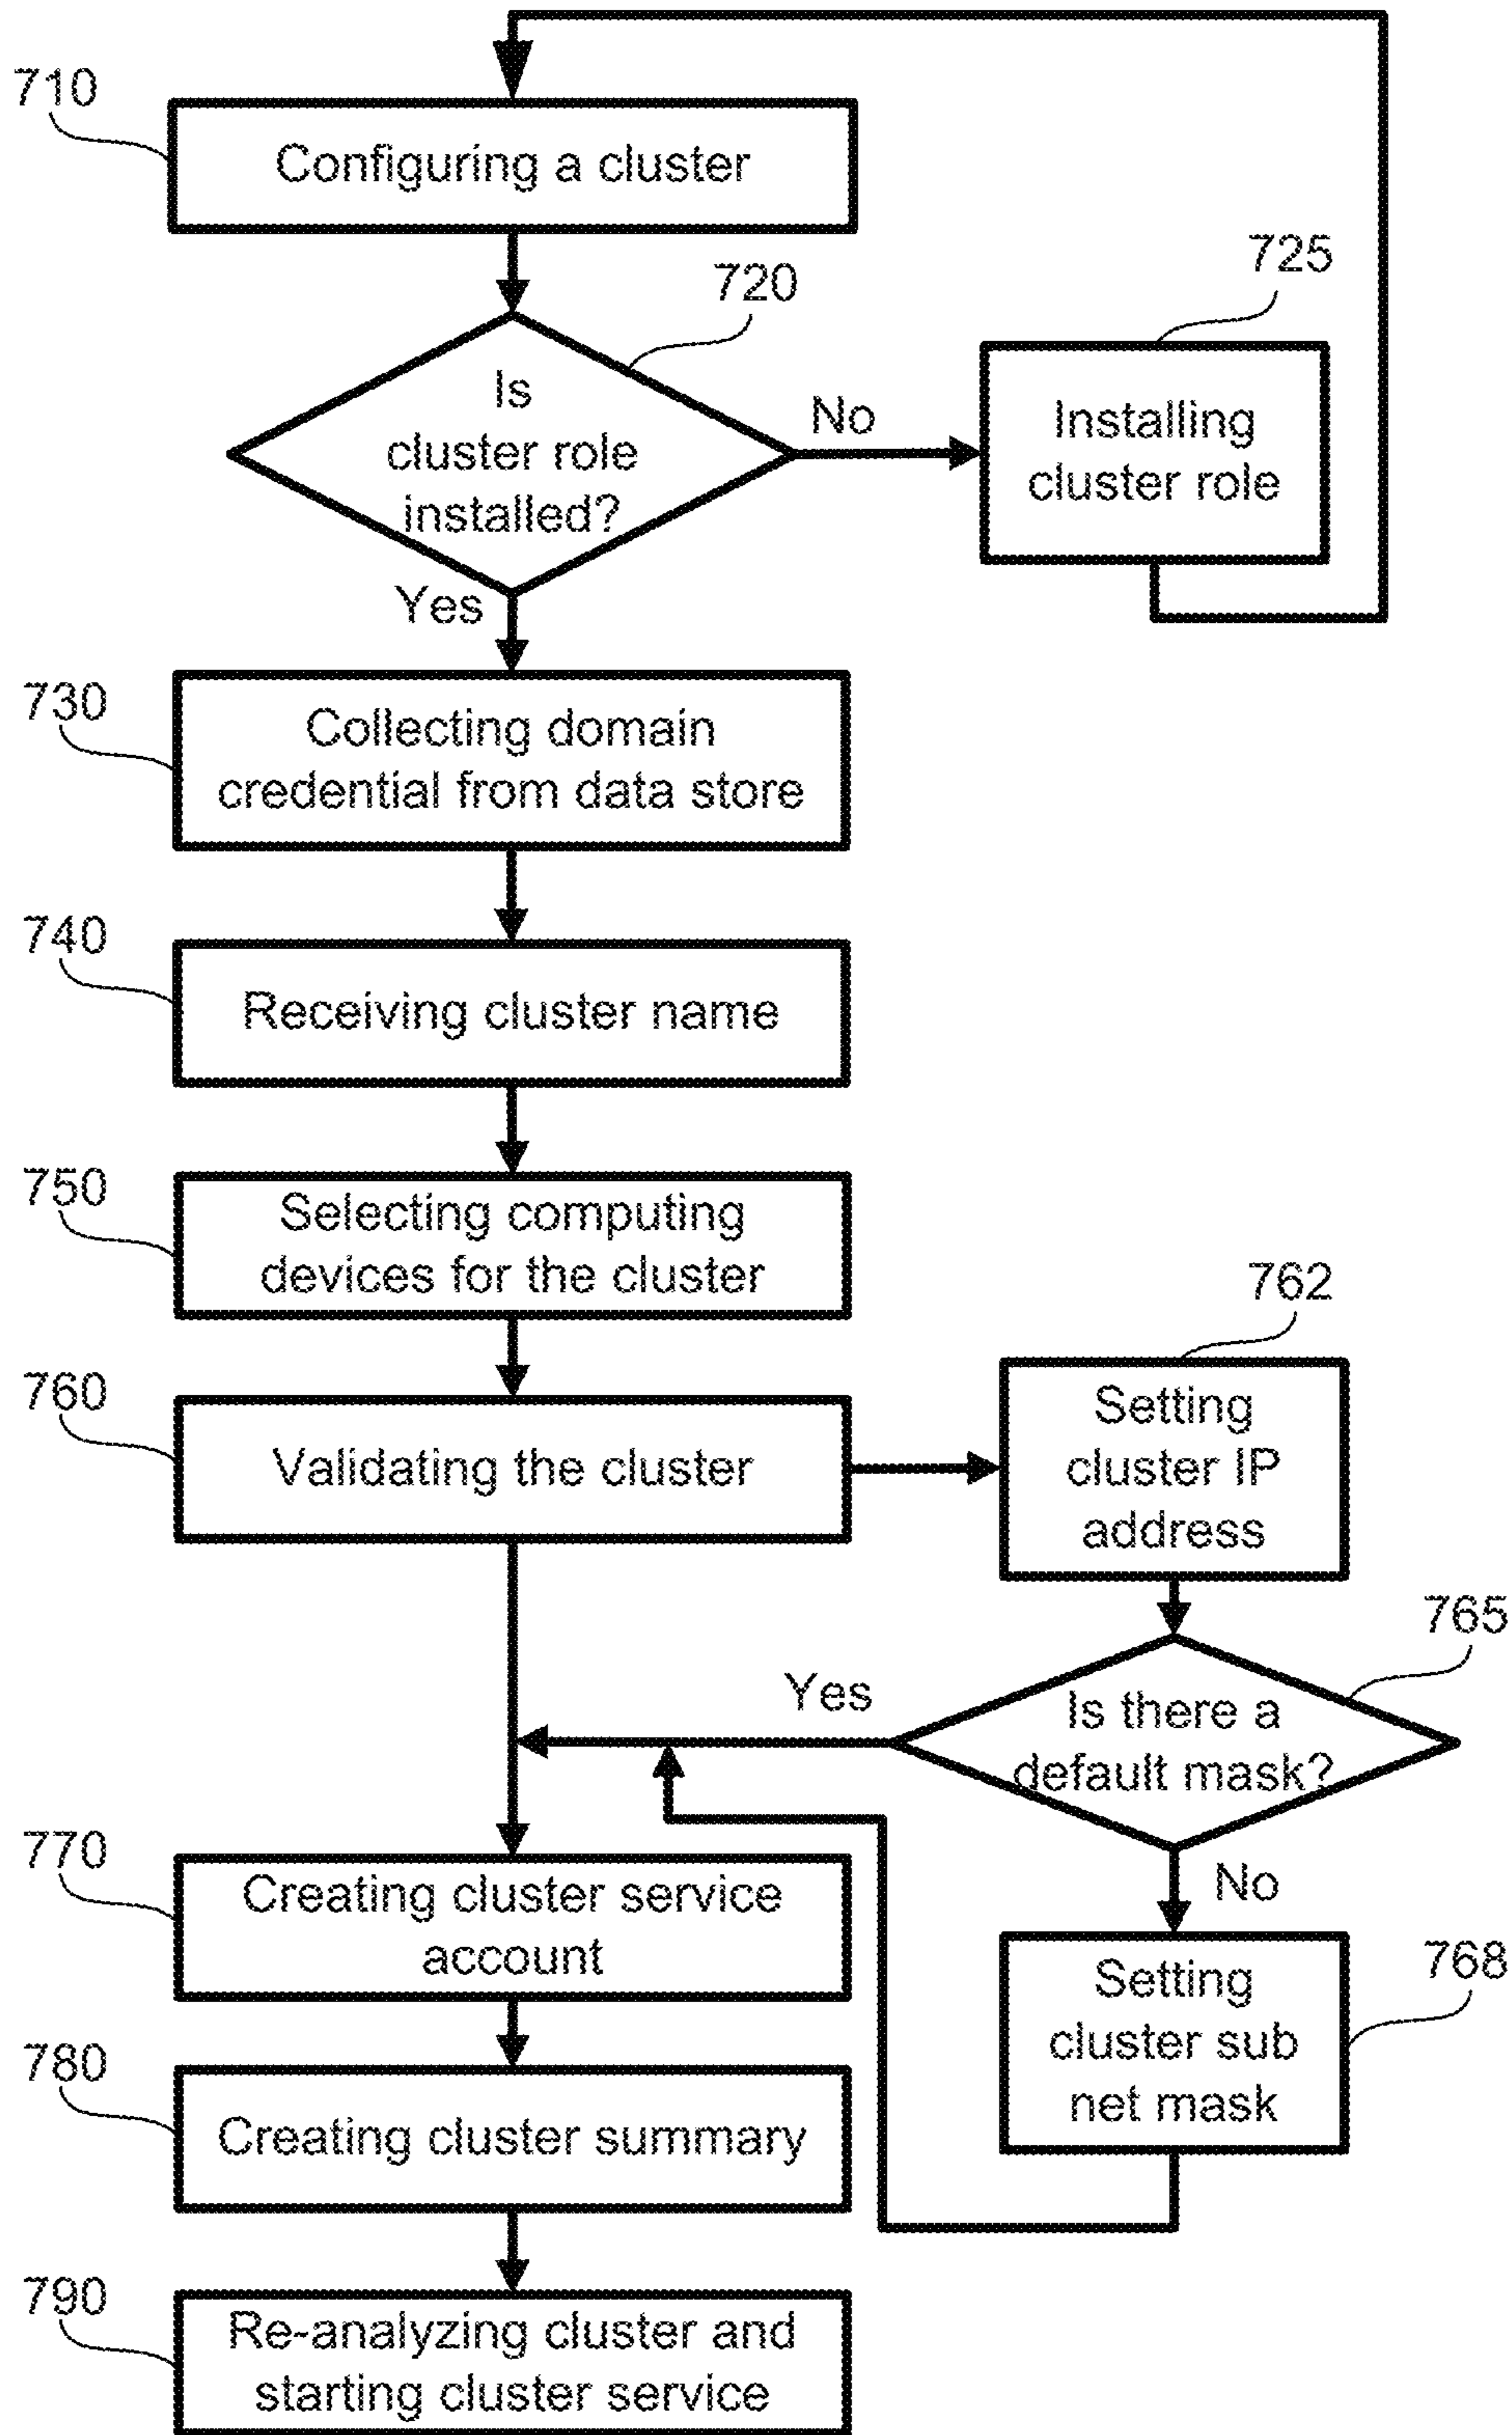 710
Configuring a cluster
720
725
Is
cluster role
installed?
No
Installing
cluster role
Yes
730
Collecting domain
credential from data store
740
Receiving cluster name
750
Selecting computing
devices for the cluster
762
760
Validating the cluster
Setting
cluster IP
address
765
Yes
Is there a
default mask?
770
Creating cluster service
account
No
768
Setting
cluster sub
net mask
780
Creating cluster summary
790
Re-analyzing cluster and
starting cluster service